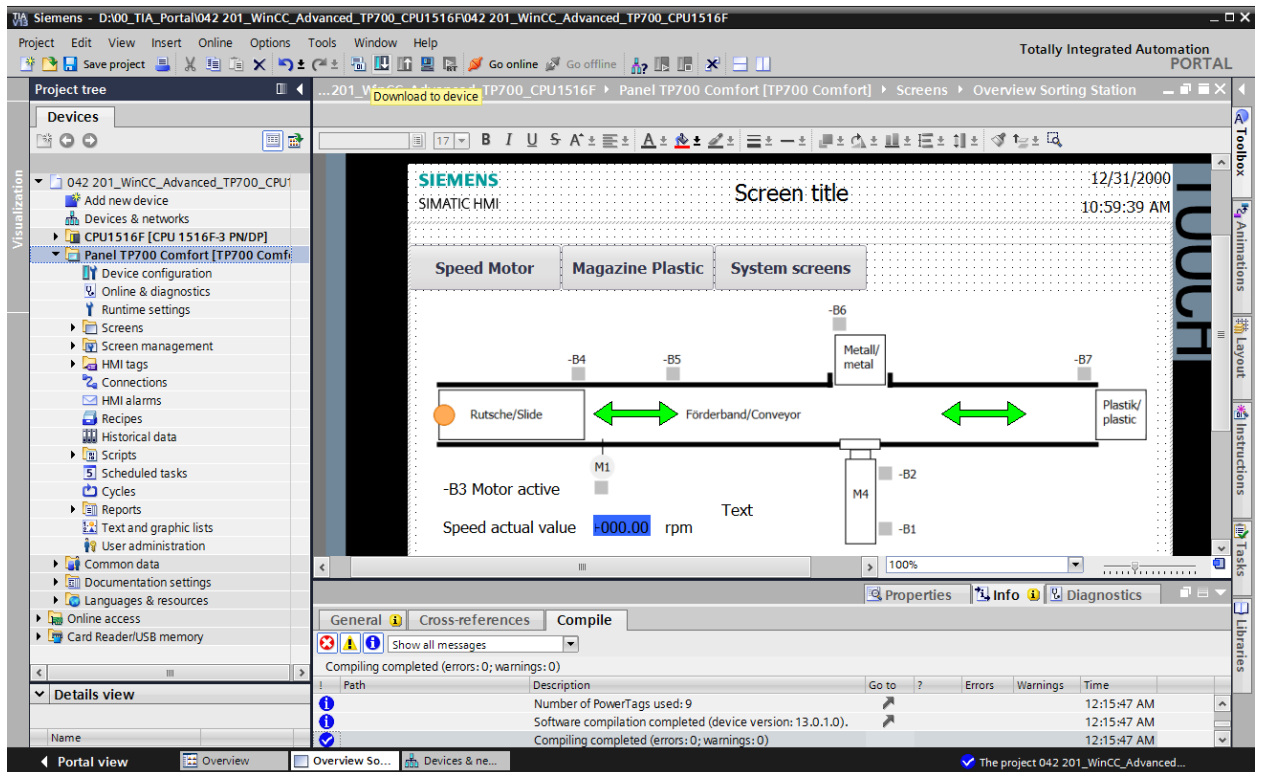 Siemens - D:\00_TIA_Portal\042 201_WinCC_Advanced_TP700_CPU1516F\042 201_WinCC_Advanced_TP700_CPU1516F
Project Edit View Insert Online Options Tools Window Help
Totally Integrated Automation
PORTAL
Save project Go online Go offline
Project tree
...201_WinCC_Advanced_TP700_CPU1516F Panel TP700 Comfort [TP700 Comfort] Screens Overview Sorting Station
Download to device
Devices
17 B I U S A A
Visualization
042 201_WinCC_Advanced_TP700_CPU1
Add new device
Devices & networks
CPU1516F [CPU 1516F-3 PN/DP]
Panel TP700 Comfort [TP700 Comf
Device configuration
Online & diagnostics
Runtime settings
Screens
Screen management
HMI tags
Connections
HMI alarms
Recipes
Historical data
Scripts
Scheduled tasks
Cycles
Reports
Text and graphic lists
User administration
Common data
Documentation settings
Languages & resources
Online access
Card Reader/USB memory
Details view
Name
SIEMENS
SIMATIC HMI
Screen title
12/31/2000
10:59:39 AM
TOUCH
Speed Motor Magazine Plastic System screens
-B6
Metall/
metal
-B4 -B5 -B7
Rutsche/Slide Förderband/Conveyor
Plastik/
plastic
M1
-B2
-B3 Motor active
M4
Text
Speed actual value +000.00 rpm
-B1
100%
Toolbox
Animations
Layout
Instructions
Tasks
Libraries
Properties Info Diagnostics
General Cross-references Compile
Show all messages
Compiling completed (errors: 0; warnings: 0)
! Path Description Go to ? Errors Warnings Time
Number of PowerTags used: 9 12:15:47 AM
Software compilation completed (device version: 13.0.1.0). 12:15:47 AM
Compiling completed (errors: 0; warnings: 0) 12:15:47 AM
Portal view Overview Overview So... Devices & ne... The project 042 201_WinCC_Advanced...